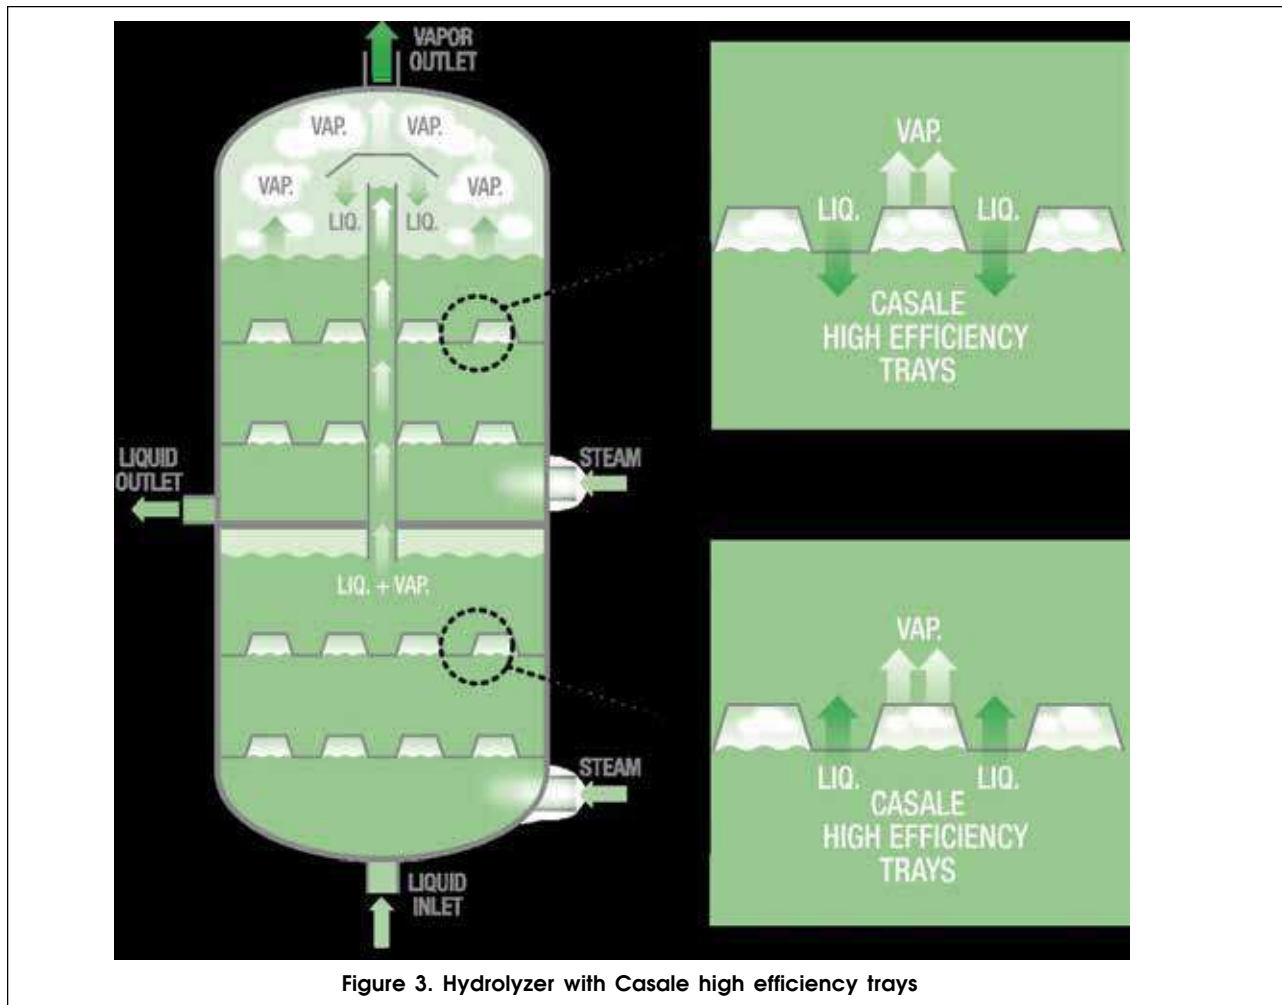 VAPOR
OUTLET
VAP.
VAP.
VAP.
VAP.
LIQ.
LIQ.
LIQUID
OUTLET
STEAM
LIQ. + VAP.
STEAM
LIQUID
INLET
VAP.
LIQ.
LIQ.
CASALE
HIGH EFFICIENCY
TRAYS
VAP.
LIQ.
LIQ.
CASALE
HIGH EFFICIENCY
TRAYS
Figure 3. Hydrolyzer with Casale high efficiency trays